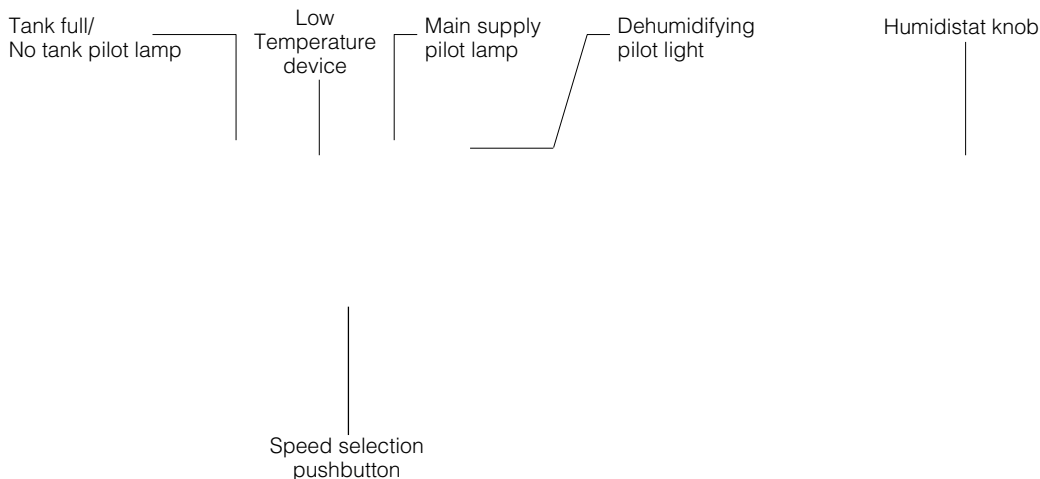 Tank full/
No tank pilot lamp
Low
Temperature
device
Main supply
pilot lamp
Dehumidifying
pilot light
Humidistat knob
Speed selection
pushbutton